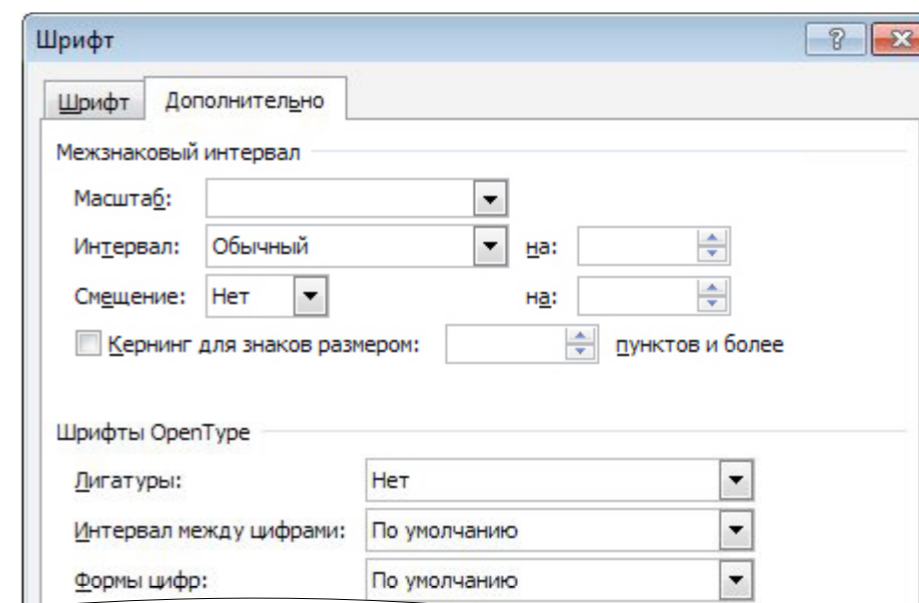 Шрифт
Шрифт Дополнительно
Межзнаковый интервал
Масштаб:
Интервал: Обычный на:
Смещение: Нет на:
Кернинг для знаков размером: пунктов и более
Шрифты OpenType
Лигатуры: Нет
Интервал между цифрами: По умолчанию
Формы цифр: По умолчанию